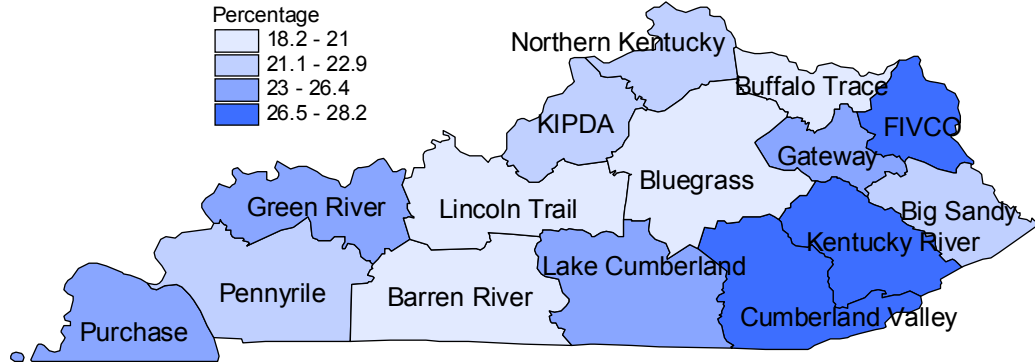 Percentage
18.2 - 21
21.1 - 22.9
23 - 26.4
26.5 - 28.2
Northern Kentucky
Buffalo Trace
KIPDA
FIVCO
Gateway
Bluegrass
Green River
Lincoln Trail
Big Sandy
Kentucky River
Lake Cumberland
Pennyrile
Barren River
Cumberland Valley
Purchase